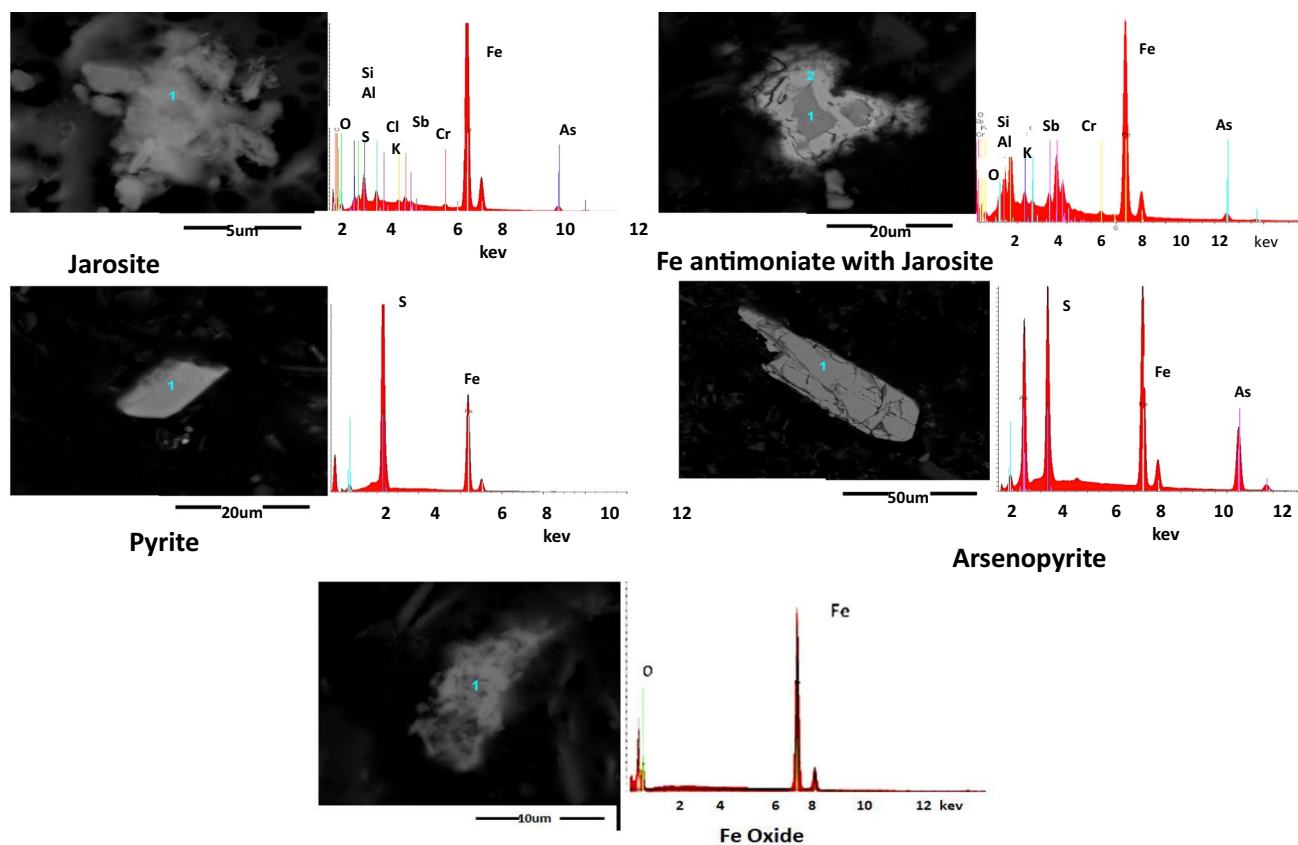 Si
Al
O
S
Cl
K
Sb
Cr
Fe
As
1
5um
2 4 6 8 10 12
kev
Jarosite
Si
Al
O
K
Sb
Cr
Fe
As
2
1
20um
2 4 6 8 10 12 kev
Fe antimoniate with Jarosite
S
Fe
1
20um
2 4 6 8 10 12
kev
Pyrite
S
Fe
As
1
50um
2 4 6 8 10 12
kev
Arsenopyrite
Fe
O
1
10um
2 4 6 8 10 12 kev
Fe Oxide